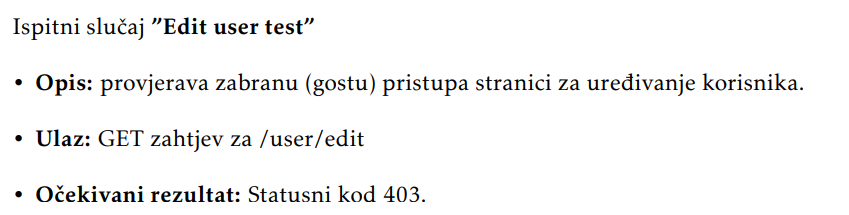 Ispitni slučaj ”Edit user test”
• Opis: provjerava zabranu (gostu) pristupa stranici za uređivanje korisnika.
• Ulaz: GET zahtjev za /user/edit
• Očekivani rezultat: Statusni kod 403.